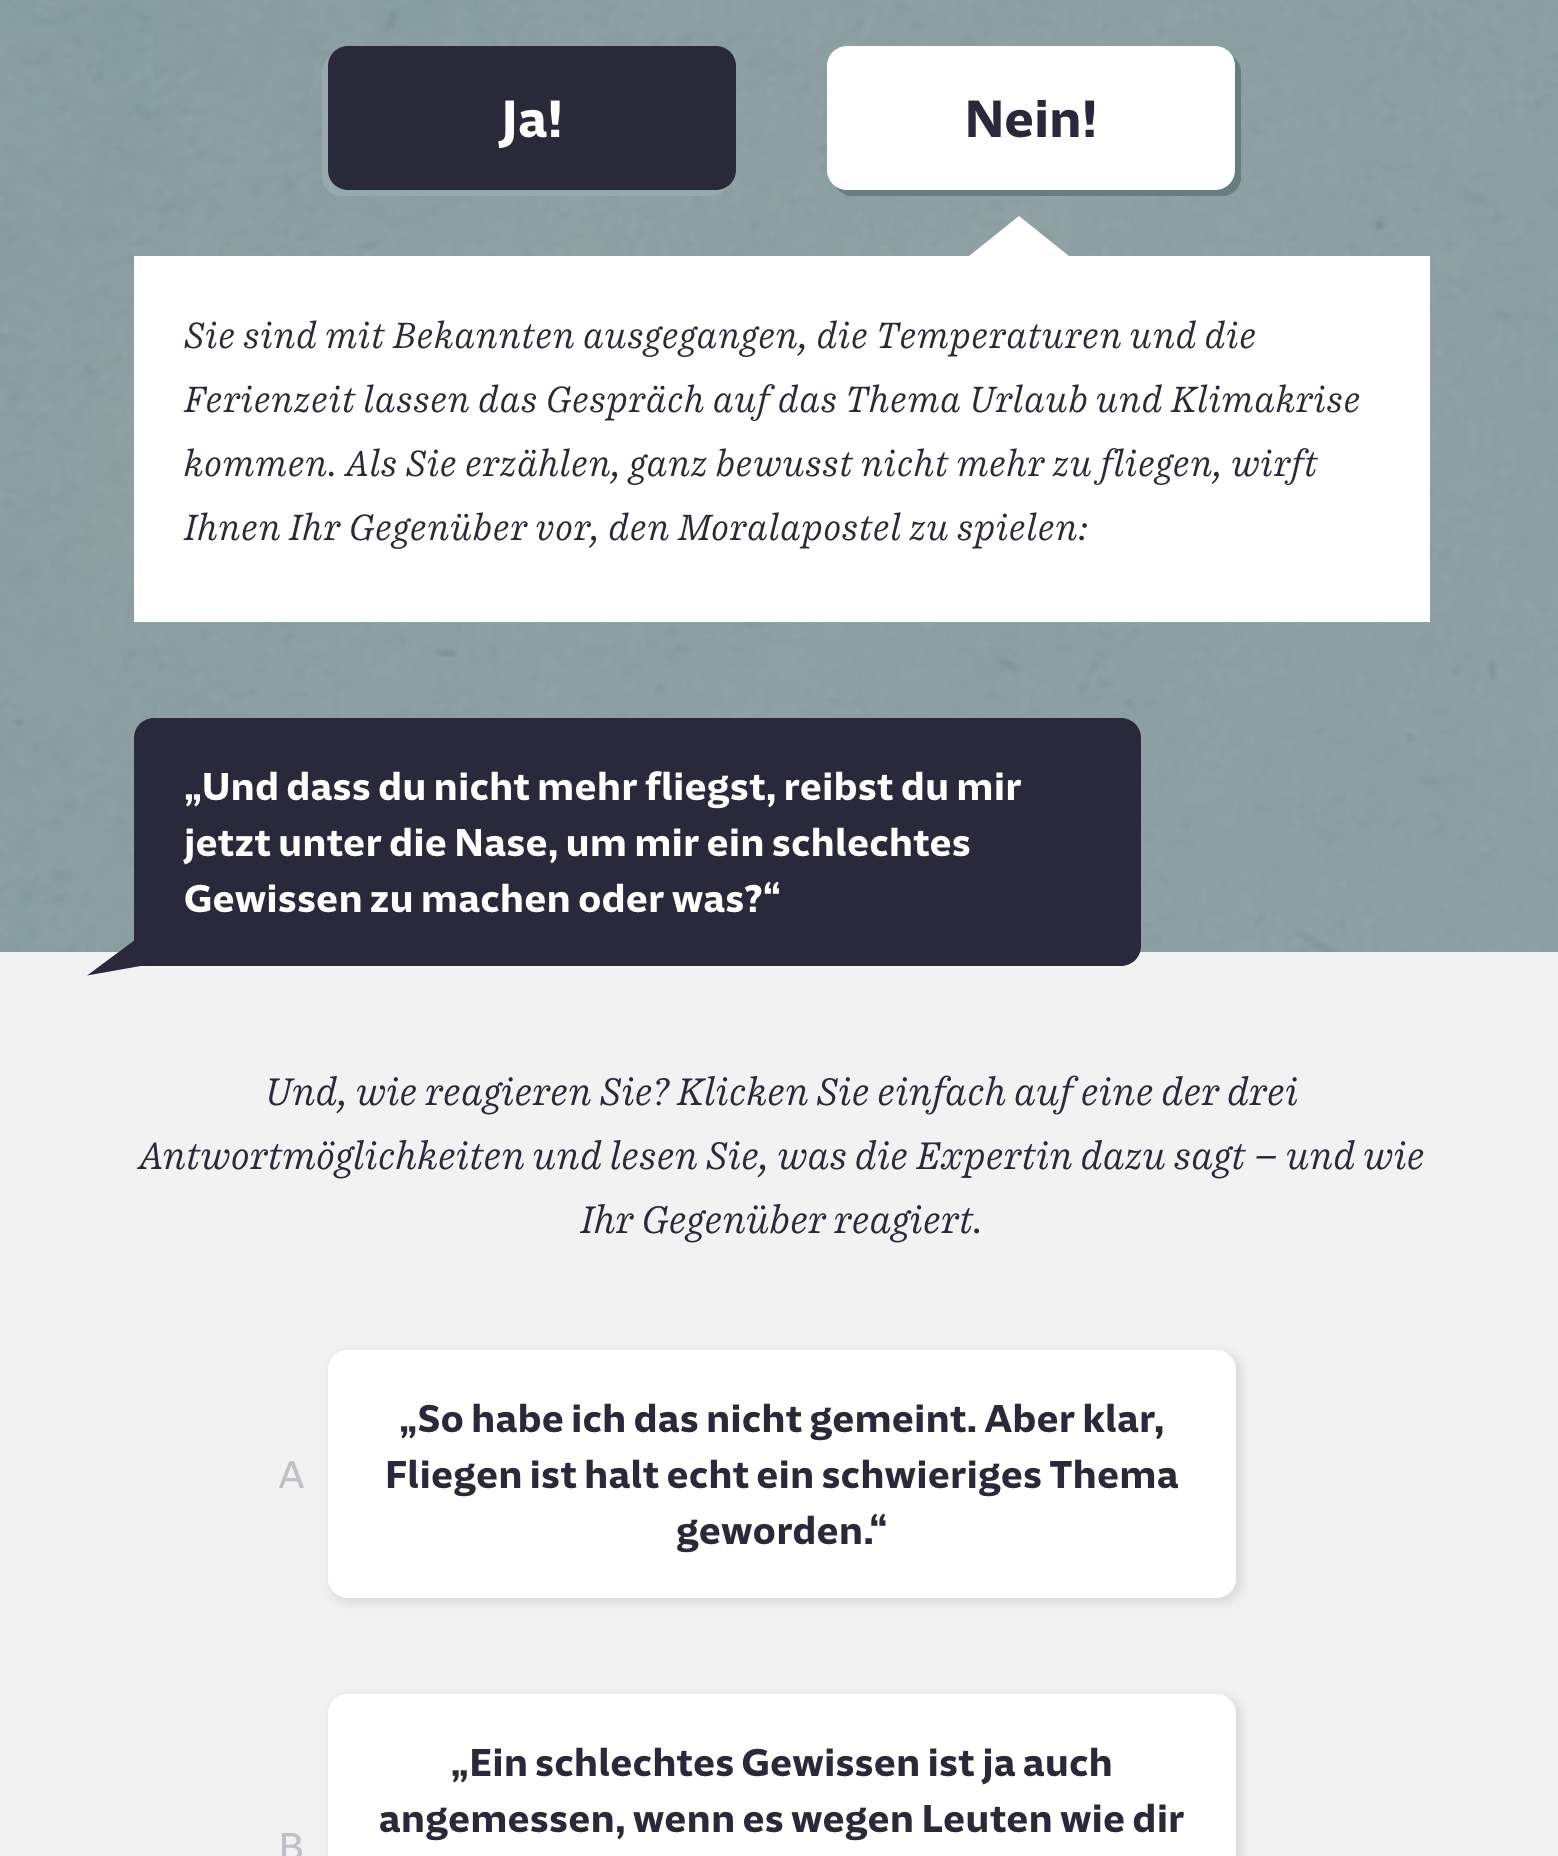 Ja!
Nein!
Sie sind mit Bekannten ausgegangen, die Temperaturen und die
Ferienzeit lassen das Gespräch auf das Thema Urlaub und Klimakrise
kommen. Als Sie erzählen, ganz bewusst nicht mehr zu fliegen, wirft
Ihnen Ihr Gegenüber vor, den Moralapostel zu spielen:
„Und dass du nicht mehr fliegst, reibst du mir
jetzt unter die Nase, um mir ein schlechtes
Gewissen zu machen oder was?“
Und, wie reagieren Sie? Klicken Sie einfach auf eine der drei
Antwortmöglichkeiten und lesen Sie, was die Expertin dazu sagt – und wie
Ihr Gegenüber reagiert.
A
„So habe ich das nicht gemeint. Aber klar,
Fliegen ist halt echt ein schwieriges Thema
geworden.“
B
„Ein schlechtes Gewissen ist ja auch
angemessen, wenn es wegen Leuten wie dir